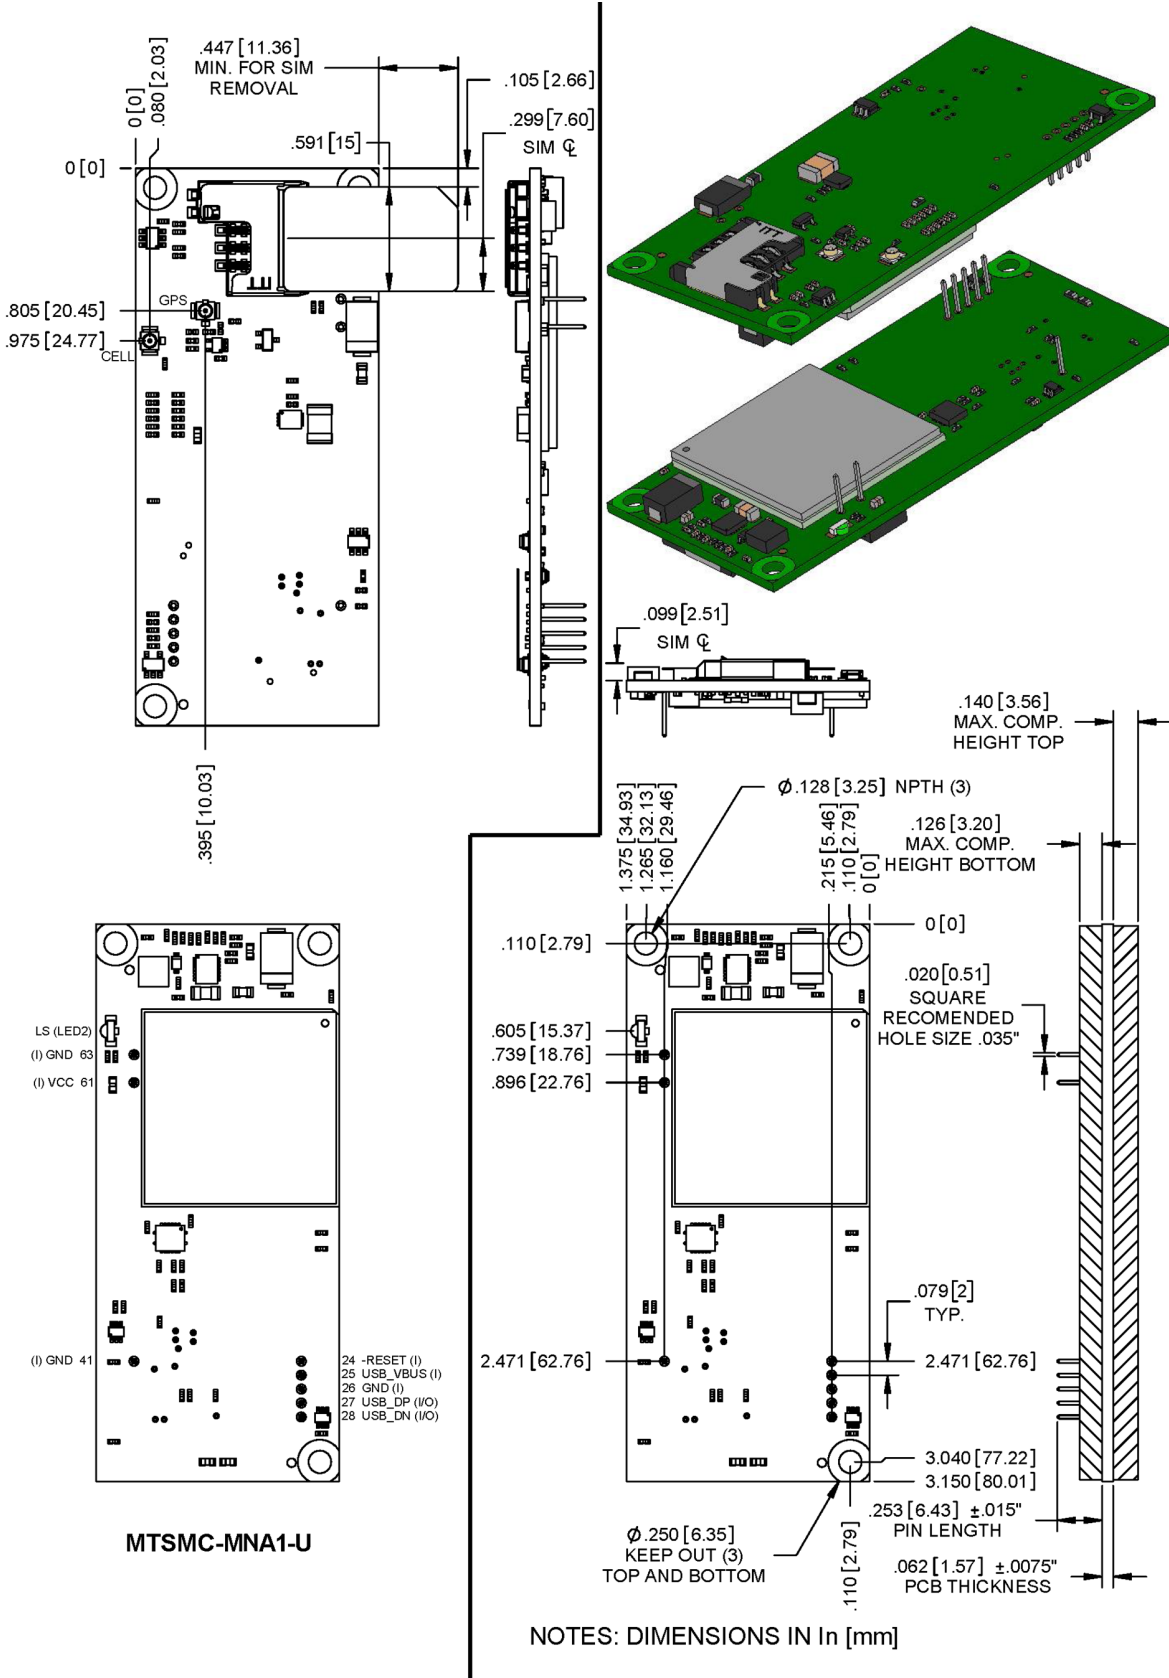 .447 [11.36]
MIN. FOR SIM
REMOVAL
0 [0]
.080 [2.03]
.105 [2.66]
.299 [7.60]
SIM ℄
.591 [15]
0 [0]
GPS
.805 [20.45]
.975 [24.77]
CELL
.395 [10.03]
.099 [2.51]
SIM ℄
.140 [3.56]
MAX. COMP.
HEIGHT TOP
Ø.128 [3.25] NPTH (3)
1.375 [34.93]
1.265 [32.13]
1.160 [29.46]
.215 [5.46]
.110 [2.79]
0 [0]
.126 [3.20]
MAX. COMP.
HEIGHT BOTTOM
0 [0]
.110 [2.79]
.020 [0.51]
SQUARE
RECOMENDED
HOLE SIZE .035"
.605 [15.37]
.739 [18.76]
.896 [22.76]
LS (LED2)
(I) GND 63
(I) VCC 61
.079 [2]
TYP.
(I) GND 41
24 -RESET (I)
25 USB_VBUS (I)
26 GND (I)
27 USB_DP (I/O)
28 USB_DN (I/O)
2.471 [62.76]
2.471 [62.76]
3.040 [77.22]
3.150 [80.01]
.253 [6.43] ±.015"
PIN LENGTH
Ø.250 [6.35]
KEEP OUT (3)
TOP AND BOTTOM
.110 [2.79]
.062 [1.57] ±.0075"
PCB THICKNESS
MTSMC-MNA1-U
NOTES: DIMENSIONS IN In [mm]